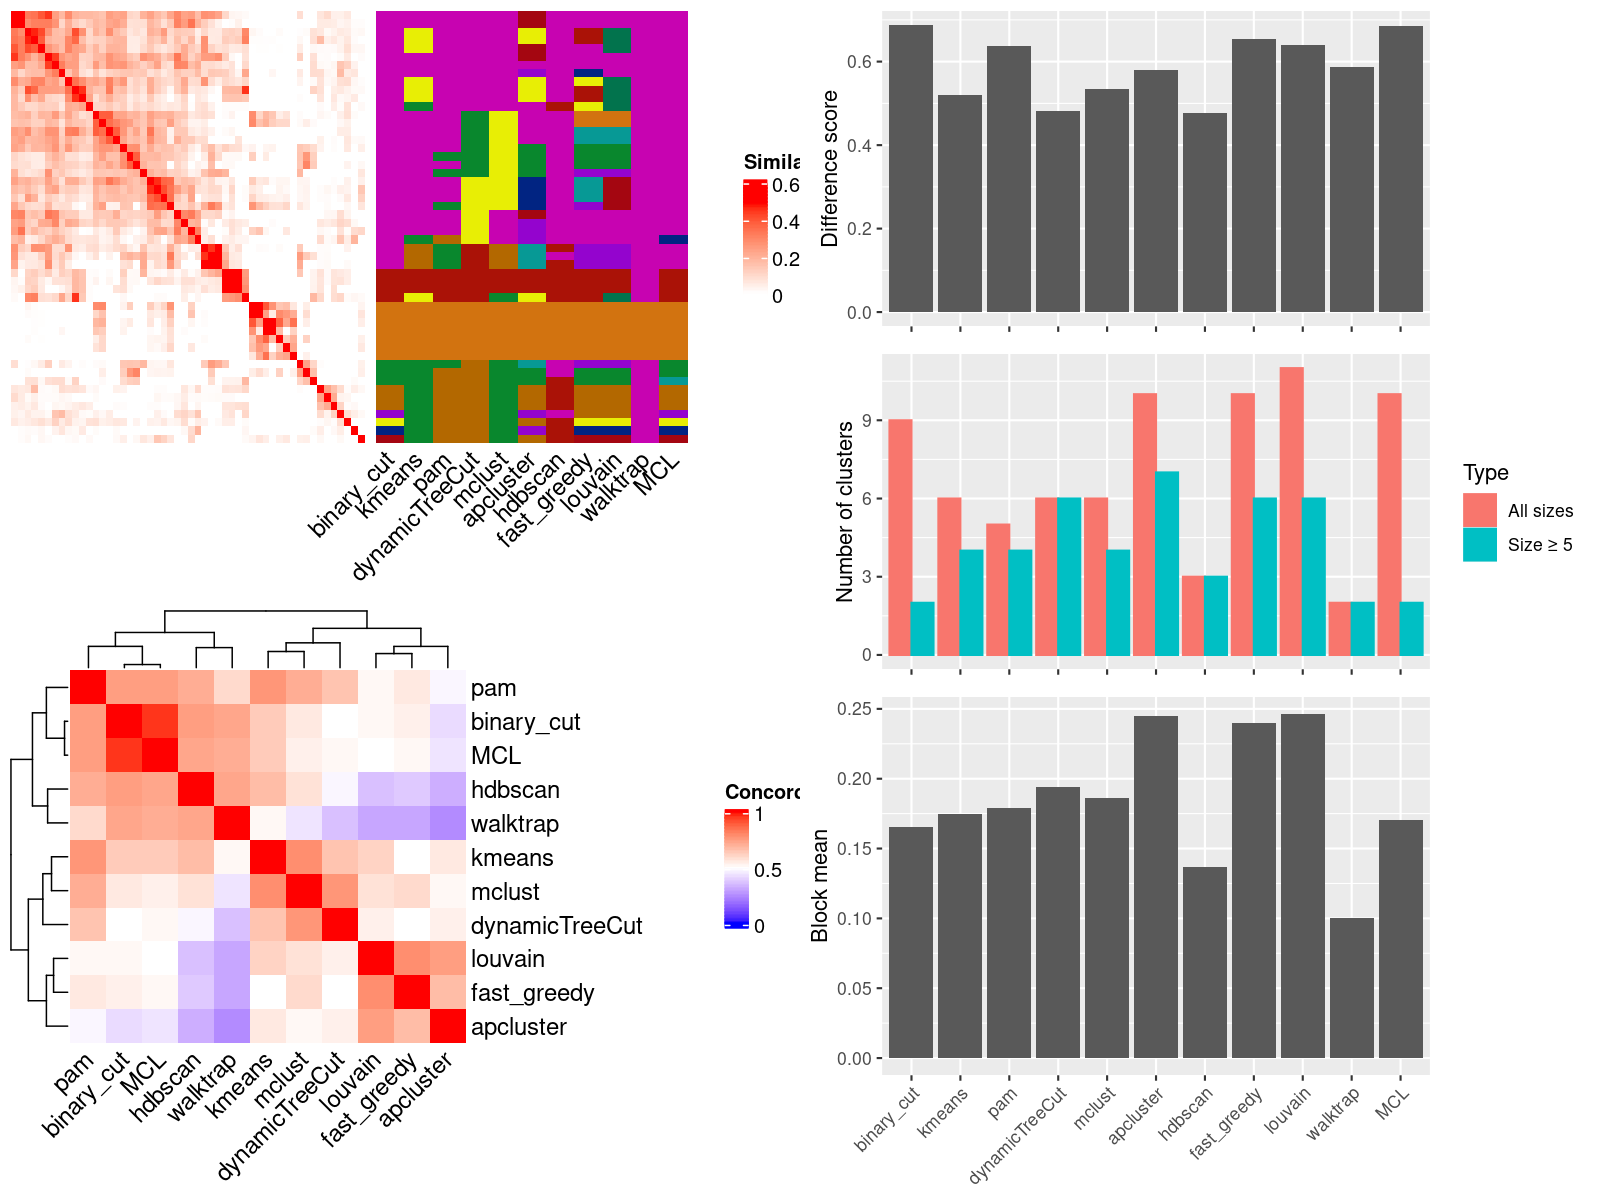 Simila
0.6
0.4
0.2
0
binary_cut
kmeans
pam
dynamicTreeCut
mclust
apcluster
hdbscan
fast_greedy
louvain
walktrap
MCL
pam
binary_cut
MCL
hdbscan
walktrap
kmeans
mclust
dynamicTreeCut
louvain
fast_greedy
apcluster
pam
binary_cut
MCL
hdbscan
walktrap
kmeans
mclust
dynamicTreeCut
louvain
fast_greedy
apcluster
Concord
1
0.5
0
Difference score
0.6
0.4
0.2
0.0
Number of clusters
9
6
3
0
Type
All sizes
Size ≥ 5
Block mean
0.25
0.20
0.15
0.10
0.05
0.00
binary_cut
kmeans
pam
dynamicTreeCut
mclust
apcluster
hdbscan
fast_greedy
louvain
walktrap
MCL